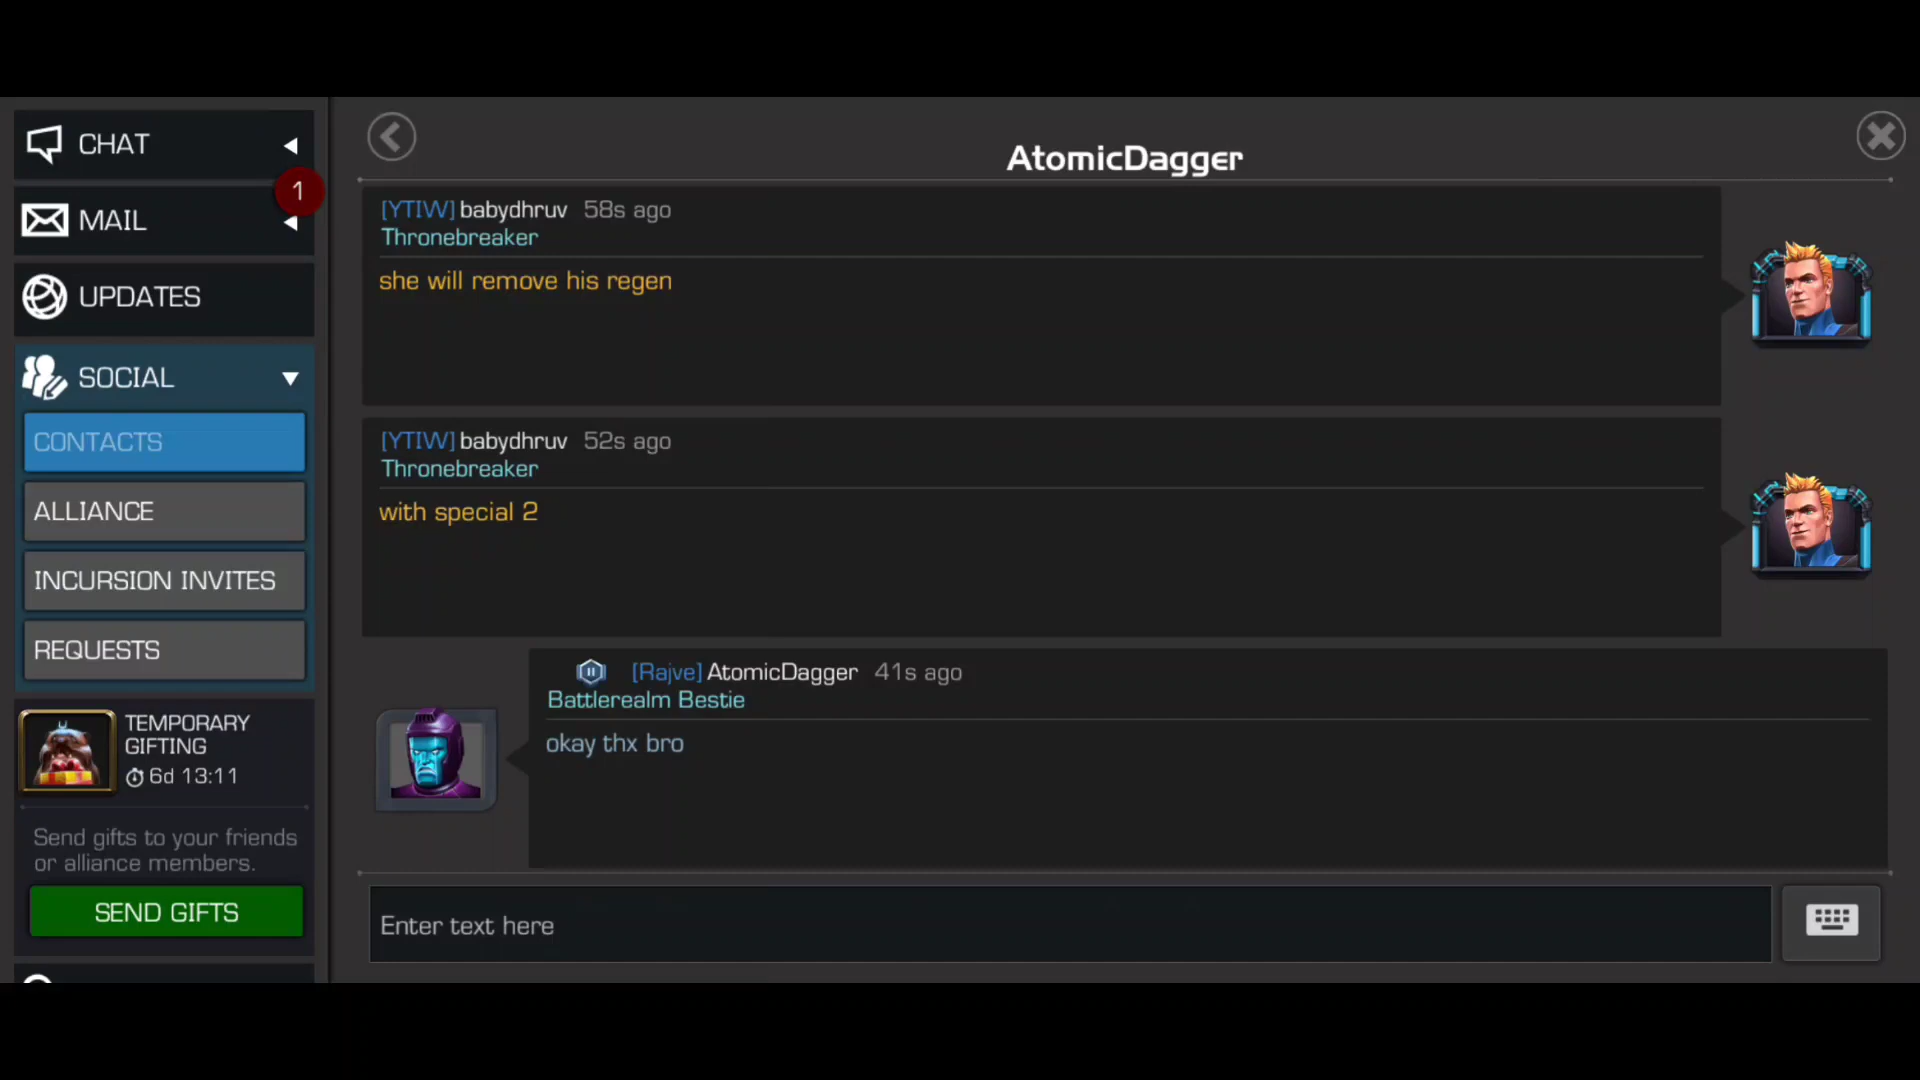 CHAT
1
MAIL
UPDATES
SOCIAL
CONTACTS
ALLIANCE
INCURSION INVITES
REQUESTS
TEMPORARY
GIFTING
6d 13:11
Send gifts to your friends
or alliance members.
SEND GIFTS
AtomicDagger
[YTIW] babydhruv 58s ago
Thronebreaker
she will remove his regen
[YTIW] babydhruv 52s ago
Thronebreaker
with special 2
[Rajve] AtomicDagger 41s ago
Battlerealm Bestie
okay thx bro
Enter text here